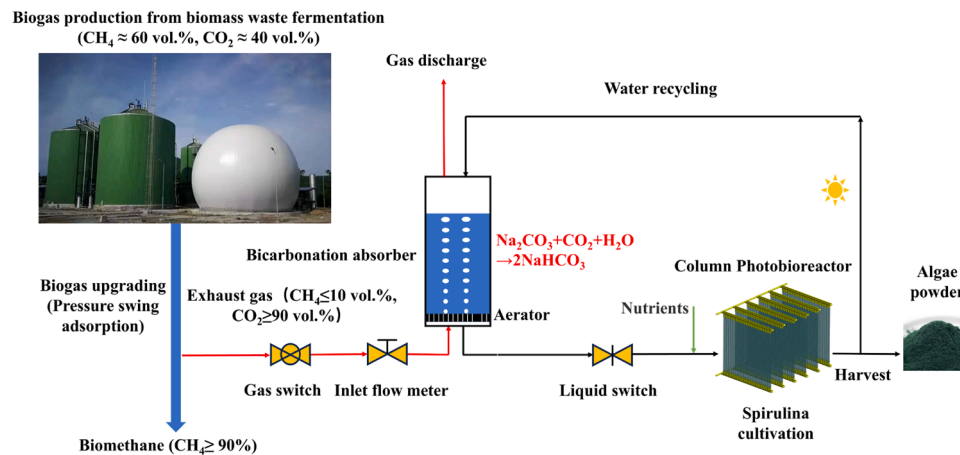 Biogas production from biomass waste fermentation
(CH₄ ≈ 60 vol.%, CO₂ ≈ 40 vol.%)
Gas discharge
Water recycling
Bicarbonation absorber
Na₂CO₃+CO₂+H₂O
→2NaHCO₃
Column Photobioreactor
Algae
powder
Biogas upgrading
(Pressure swing
adsorption)
Exhaust gas（CH₄≤10 vol.%,
CO₂≥90 vol.%）
Aerator
Nutrients
Gas switch
Inlet flow meter
Liquid switch
Harvest
Spirulina
cultivation
Biomethane (CH₄≥ 90%)